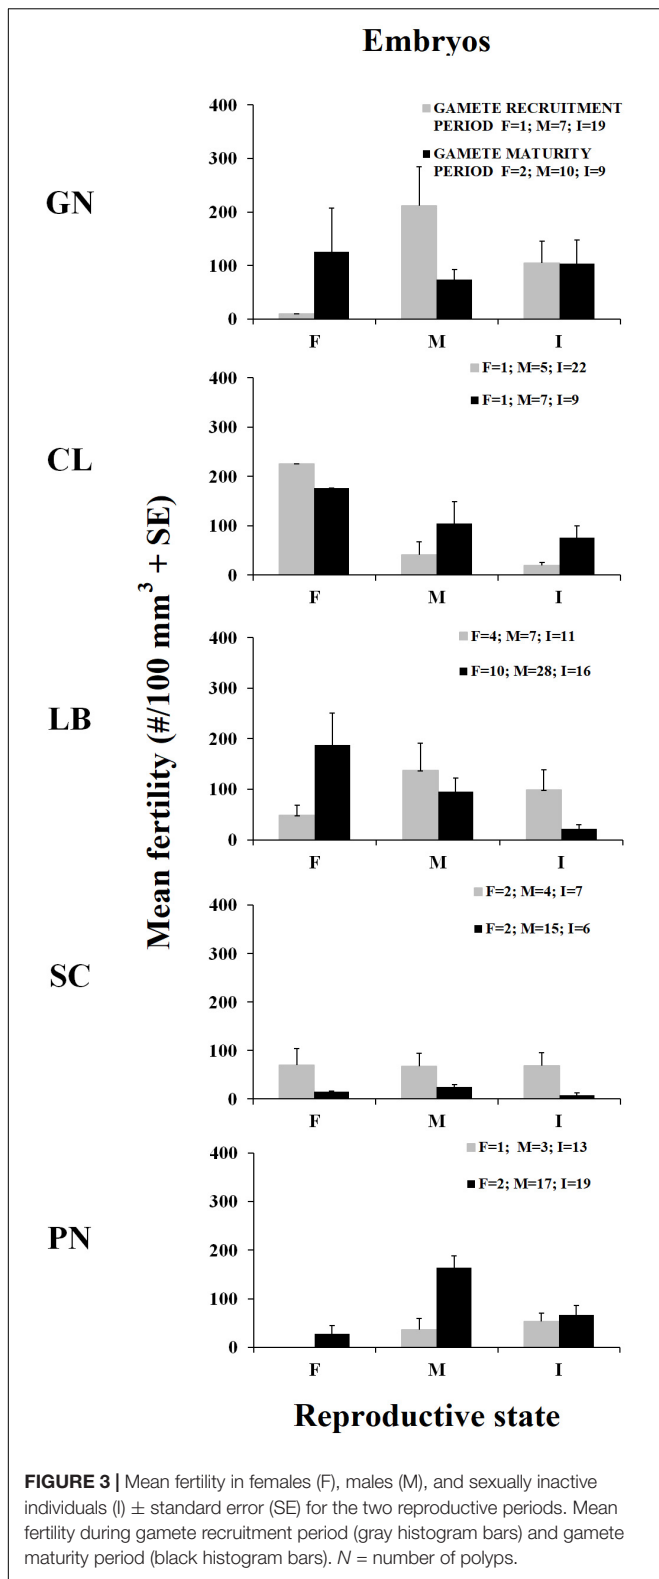 Embryos
GN
400
300
200
100
0
GAMETE RECRUITMENT
PERIOD F=1; M=7; I=19
GAMETE MATURITY
PERIOD F=2; M=10; I=9
F M I
CL
400
300
200
100
0
F=1; M=5; I=22
F=1; M=7; I=9
F M I
Mean fertility (#/100 mm³ + SE)
LB
400
300
200
100
0
F=4; M=7; I=11
F=10; M=28; I=16
F M I
SC
400
300
200
100
0
F=2; M=4; I=7
F=2; M=15; I=6
F M I
PN
400
300
200
100
0
F=1; M=3; I=13
F=2; M=17; I=19
F M I
Reproductive state
FIGURE 3 | Mean fertility in females (F), males (M), and sexually inactive
individuals (I) ± standard error (SE) for the two reproductive periods. Mean
fertility during gamete recruitment period (gray histogram bars) and gamete
maturity period (black histogram bars). N = number of polyps.